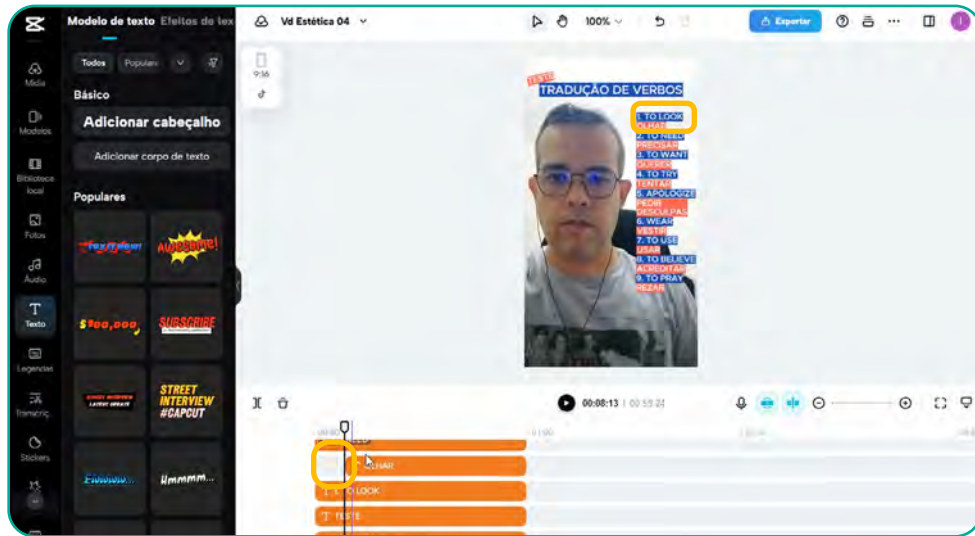 Modelo de texto Efeitos de tex
Vd Estética 04
100%
Exportar
Mídia
Modelos
Biblioteca
local
Fotos
Áudio
Texto
Legendas
Stickers
Todos
Básico
Adicionar cabeçalho
Adicionar corpo de texto
Populares
AWESOME!
SUBSCRIBE
STREET
INTERVIEW
#CAPCUT
Hmmmm...
9:16
TESTE
TRADUÇÃO DE VERBOS
1. TO LOOK
OLHAR
2. TO NEED
PRECISAR
3. TO WANT
QUERER
4. TO TRY
TENTAR
5. APOLOGIZE
PEDIR
DESCULPAS
6. WEAR
VESTIR
7. TO USE
USAR
8. TO BELIEVE
ACREDITAR
9. TO PRAY
REZAR
00:08:13
OLHAR
TO LOOK
TESTE